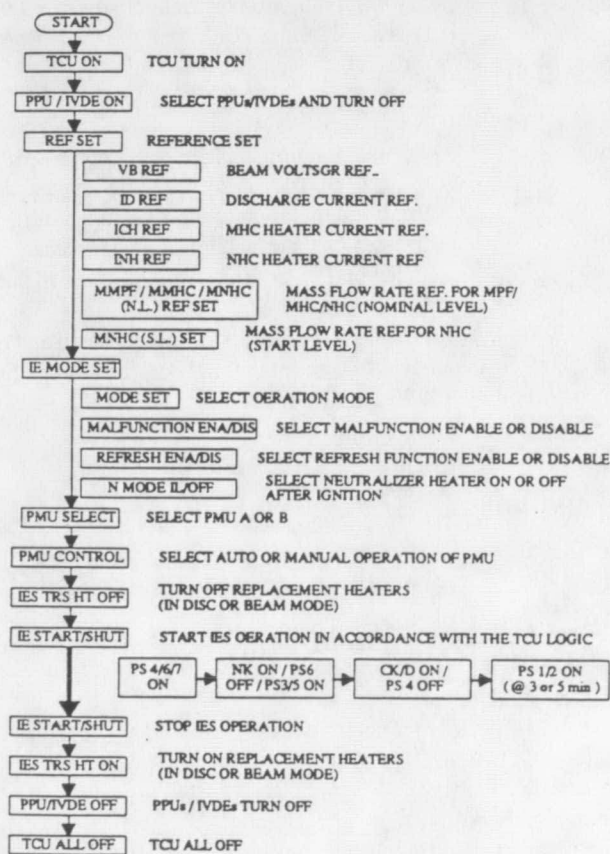 START
TCU ON TCU TURN ON
PPU / IVDE ON SELECT PPUs/IVDEs AND TURN OFF
REF SET REFERENCE SET
VB REF BEAM VOLTSGR REF..
ID REF DISCHARGE CURRENT REF.
ICH REF MHC HEATER CURRENT REF.
INH REF NHC HEATER CURRENT REF
MMPF / MMHC / MNHC (N.L.) REF SET MASS FLOW RATE REF. FOR MPF/
MHC/NHC (NOMINAL LEVEL)
MNHC (S.L.) SET MASS FLOW RATE REF.FOR NHC
(START LEVEL)
IE MODE SET
MODE SET SELECT OERATION MODE
MALFUNCTION ENA/DIS SELECT MALFUNCTION ENABLE OR DISABLE
REFRESH ENA/DIS SELECT REFRESH FUNCTION ENABLE OR DISABLE
N MODE IL/OFF SELECT NEUTRALIZER HEATER ON OR OFF
AFTER IGNITION
PMU SELECT SELECT PMU A OR B
PMU CONTROL SELECT AUTO OR MANUAL OPERATION OF PMU
IES TRS HT OFF TURN OFF REPLACEMENT HEATERS
(IN DISC OR BEAM MODE)
IE START/SHUT START IES OERATION IN ACCORDANCE WITH THE TCU LOGIC
PS 4/6/7
ON
NK ON / PS6
OFF / PS3/5 ON
CK/D ON /
PS 4 OFF
PS 1/2 ON
( @ 3 or 5 min )
IE START/SHUT STOP IES OPERATION
IES TRS HT ON TURN ON REPLACEMENT HEATERS
(IN DISC OR BEAM MODE)
PPU/IVDE OFF PPUs / IVDEs TURN OFF
TCU ALL OFF TCU ALL OFF